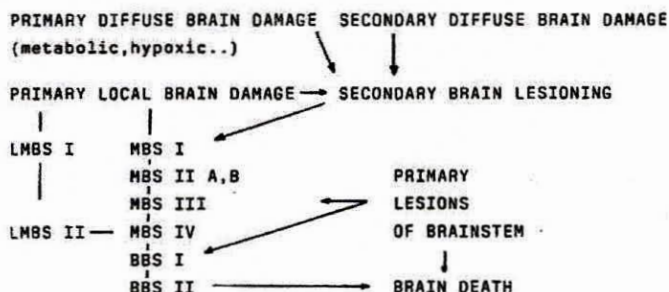 PRIMARY DIFFUSE BRAIN DAMAGE SECONDARY DIFFUSE BRAIN DAMAGE
(metabolic,hypoxic..)
PRIMARY LOCAL BRAIN DAMAGE SECONDARY BRAIN LESIONING
LMBS I MBS I
MBS II A,B PRIMARY
MBS III LESIONS
LMBS II MBS IV OF BRAINSTEM
BBS I
BBS II BRAIN DEATH